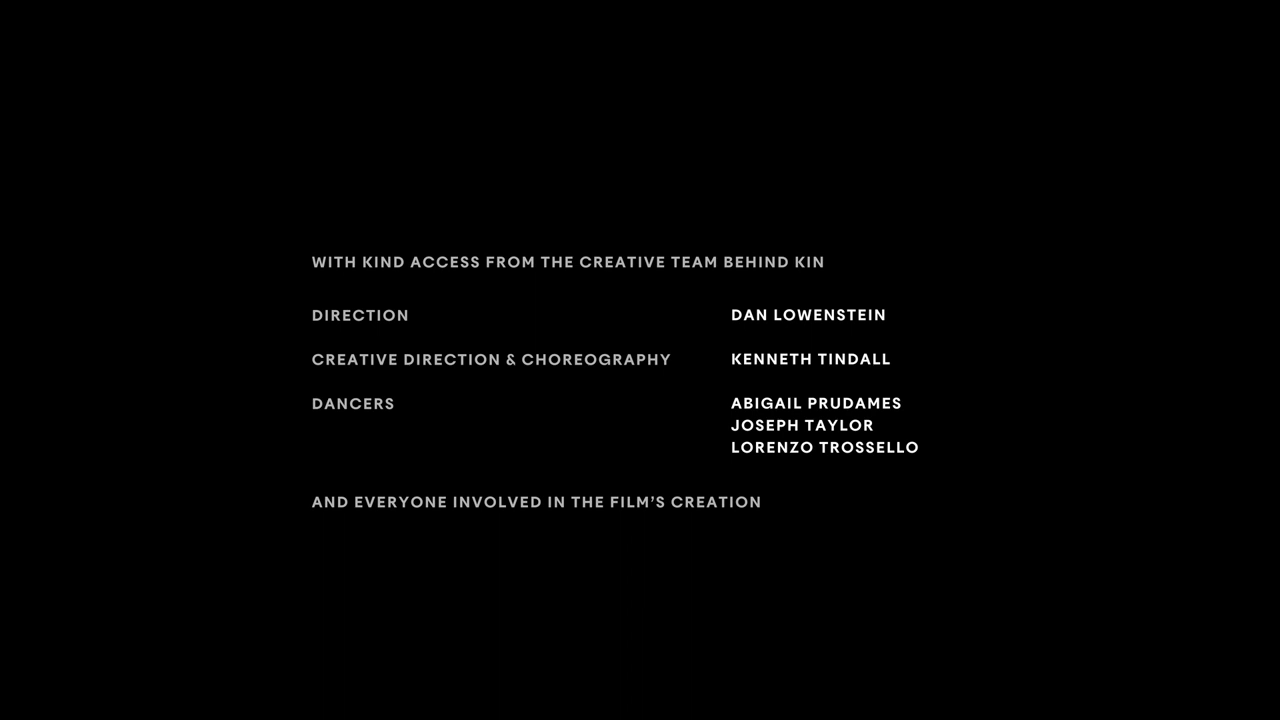 WITH KIND ACCESS FROM THE CREATIVE TEAM BEHIND KIN
DIRECTION DAN LOWENSTEIN
CREATIVE DIRECTION & CHOREOGRAPHY KENNETH TINDALL
DANCERS ABIGAIL PRUDAMES
JOSEPH TAYLOR
LORENZO TROSSELLO
AND EVERYONE INVOLVED IN THE FILM’S CREATION